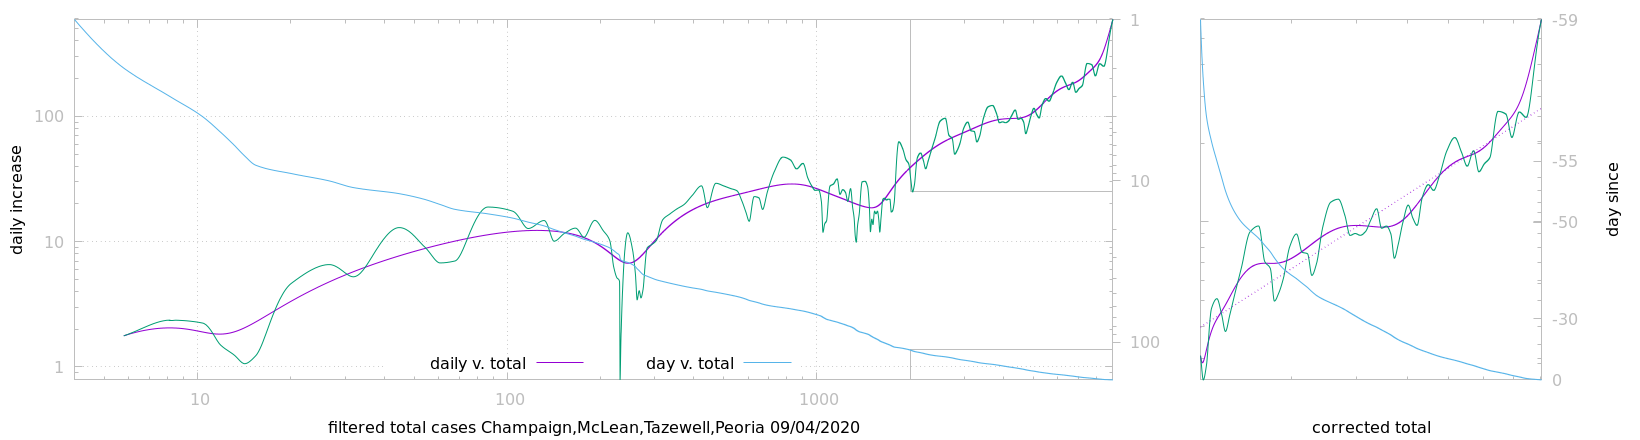 daily increase
100
10
1
10
100
1000
1
10
100
daily v. total
day v. total
filtered total cases Champaign,McLean,Tazewell,Peoria 09/04/2020
-59
-55
-50
-30
0
day since
corrected total